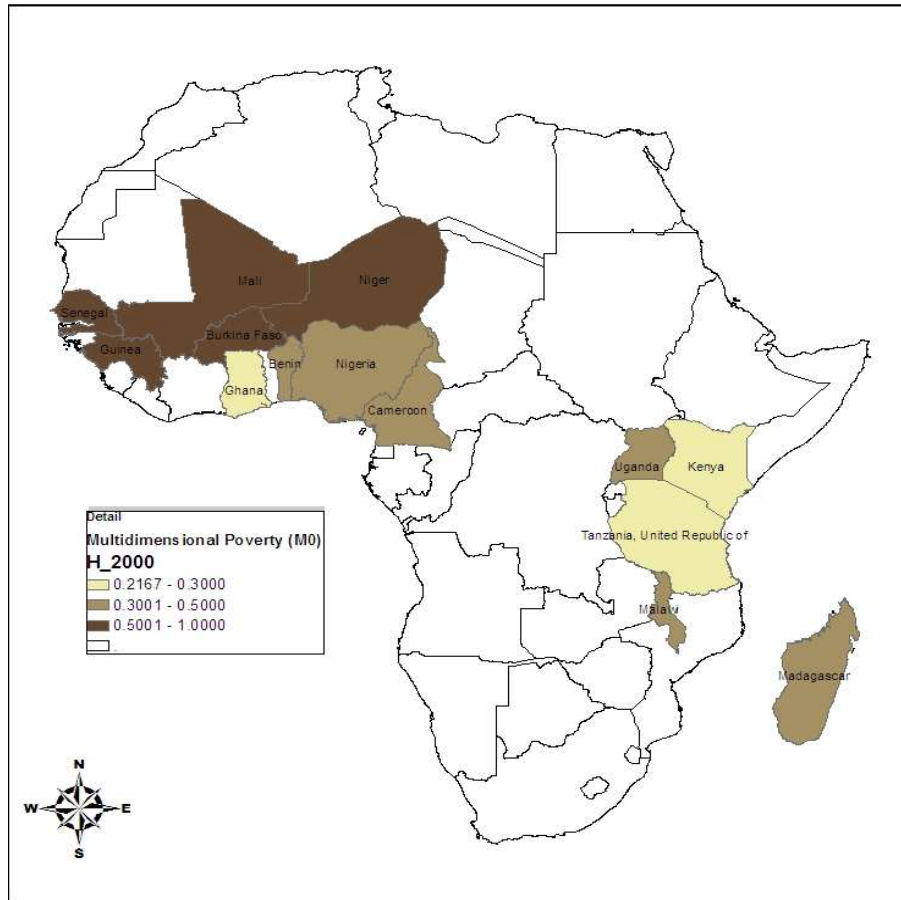 Mali
Niger
Senegal
Burkina Faso
Guinea
Benin
Nigeria
Ghana
Cameroon
Uganda
Kenya
Detail
Multidimensional Poverty (M0)
H_2000
0.2167 - 0.3000
0.3001 - 0.5000
0.5001 - 1.0000
.
Tanzania, United Republic of
Malawi
Madagascar
N
W E
S